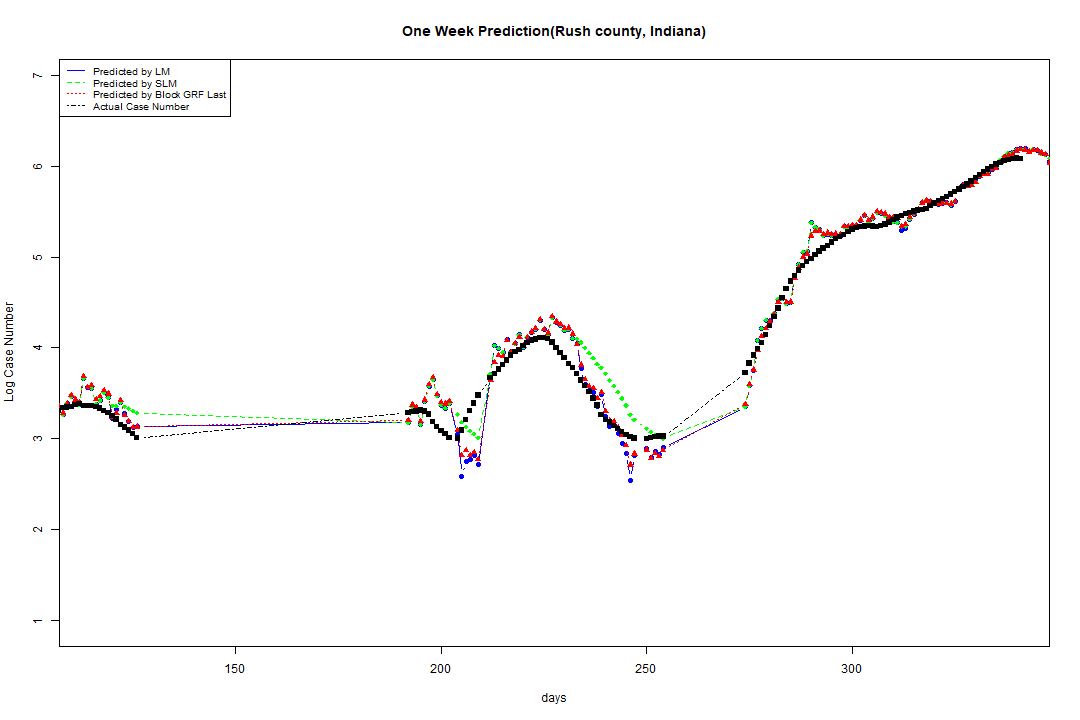 One Week Prediction(Rush county, Indiana)
Predicted by LM
Predicted by SLM
Predicted by Block GRF Last
Actual Case Number
7
6
5
4
3
2
1
Log Case Number
150 200 250 300
days